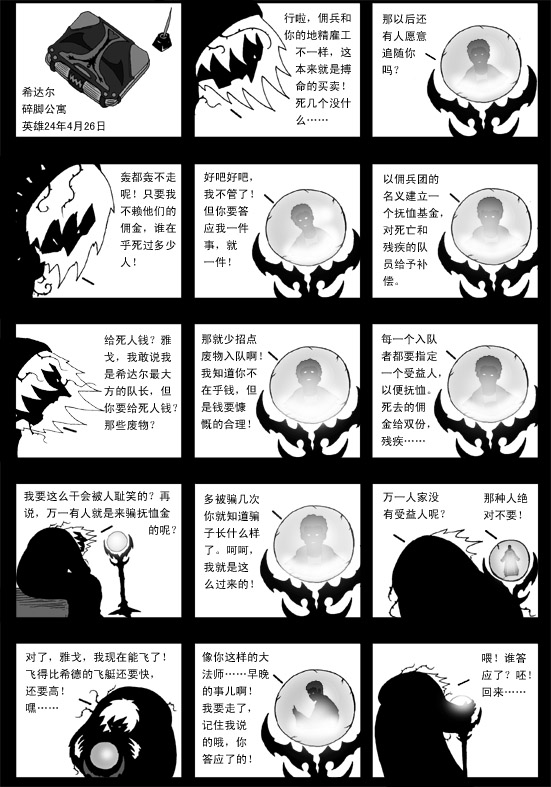 希达尔
碎脚公寓
英雄24年4月26日
行啦，佣兵和
你的地精雇工
不一样，这
本来就是搏
命的买卖！
死几个没什
么……
那以后还
有人愿意
追随你
吗？
轰都轰不走
呢！只要我
不赖他们的
佣金，谁在
乎死过多少
人！
好吧好吧，
我不管了！
但你要答
应我一件
事，就
一件！
以佣兵团的
名义建立一
个抚恤基金，
对死亡和
残疾的队
员给予补
偿。
给死人钱？雅
戈，我敢说我
是希达尔最大
方的队长，但
你要给死人钱？
那些废物？
那就少招点
废物入队啊！
我知道你不
在乎钱，但
是钱要慷
慨的合理！
每一个入队
者都要指定
一个受益人，
以便抚恤。
死去的佣
金给双份，
残疾……
我要这么干会被人耻笑的？再
说，万一有人就是来骗抚恤金
的呢？
多被骗几次
你就知道骗
子长什么样
了。呵呵，
我就是这
么过来的！
万一人家没
有受益人呢？
那种人绝
对不要！
对了，雅戈，我现在能飞了！
飞得比希德的飞艇还要快，
还要高！
嘿……
像你这样的大
法师……早晚
的事儿啊！
我要走了，
记住我说
的哦，你
答应了的！
喂！谁答
应了？呸！
回来……